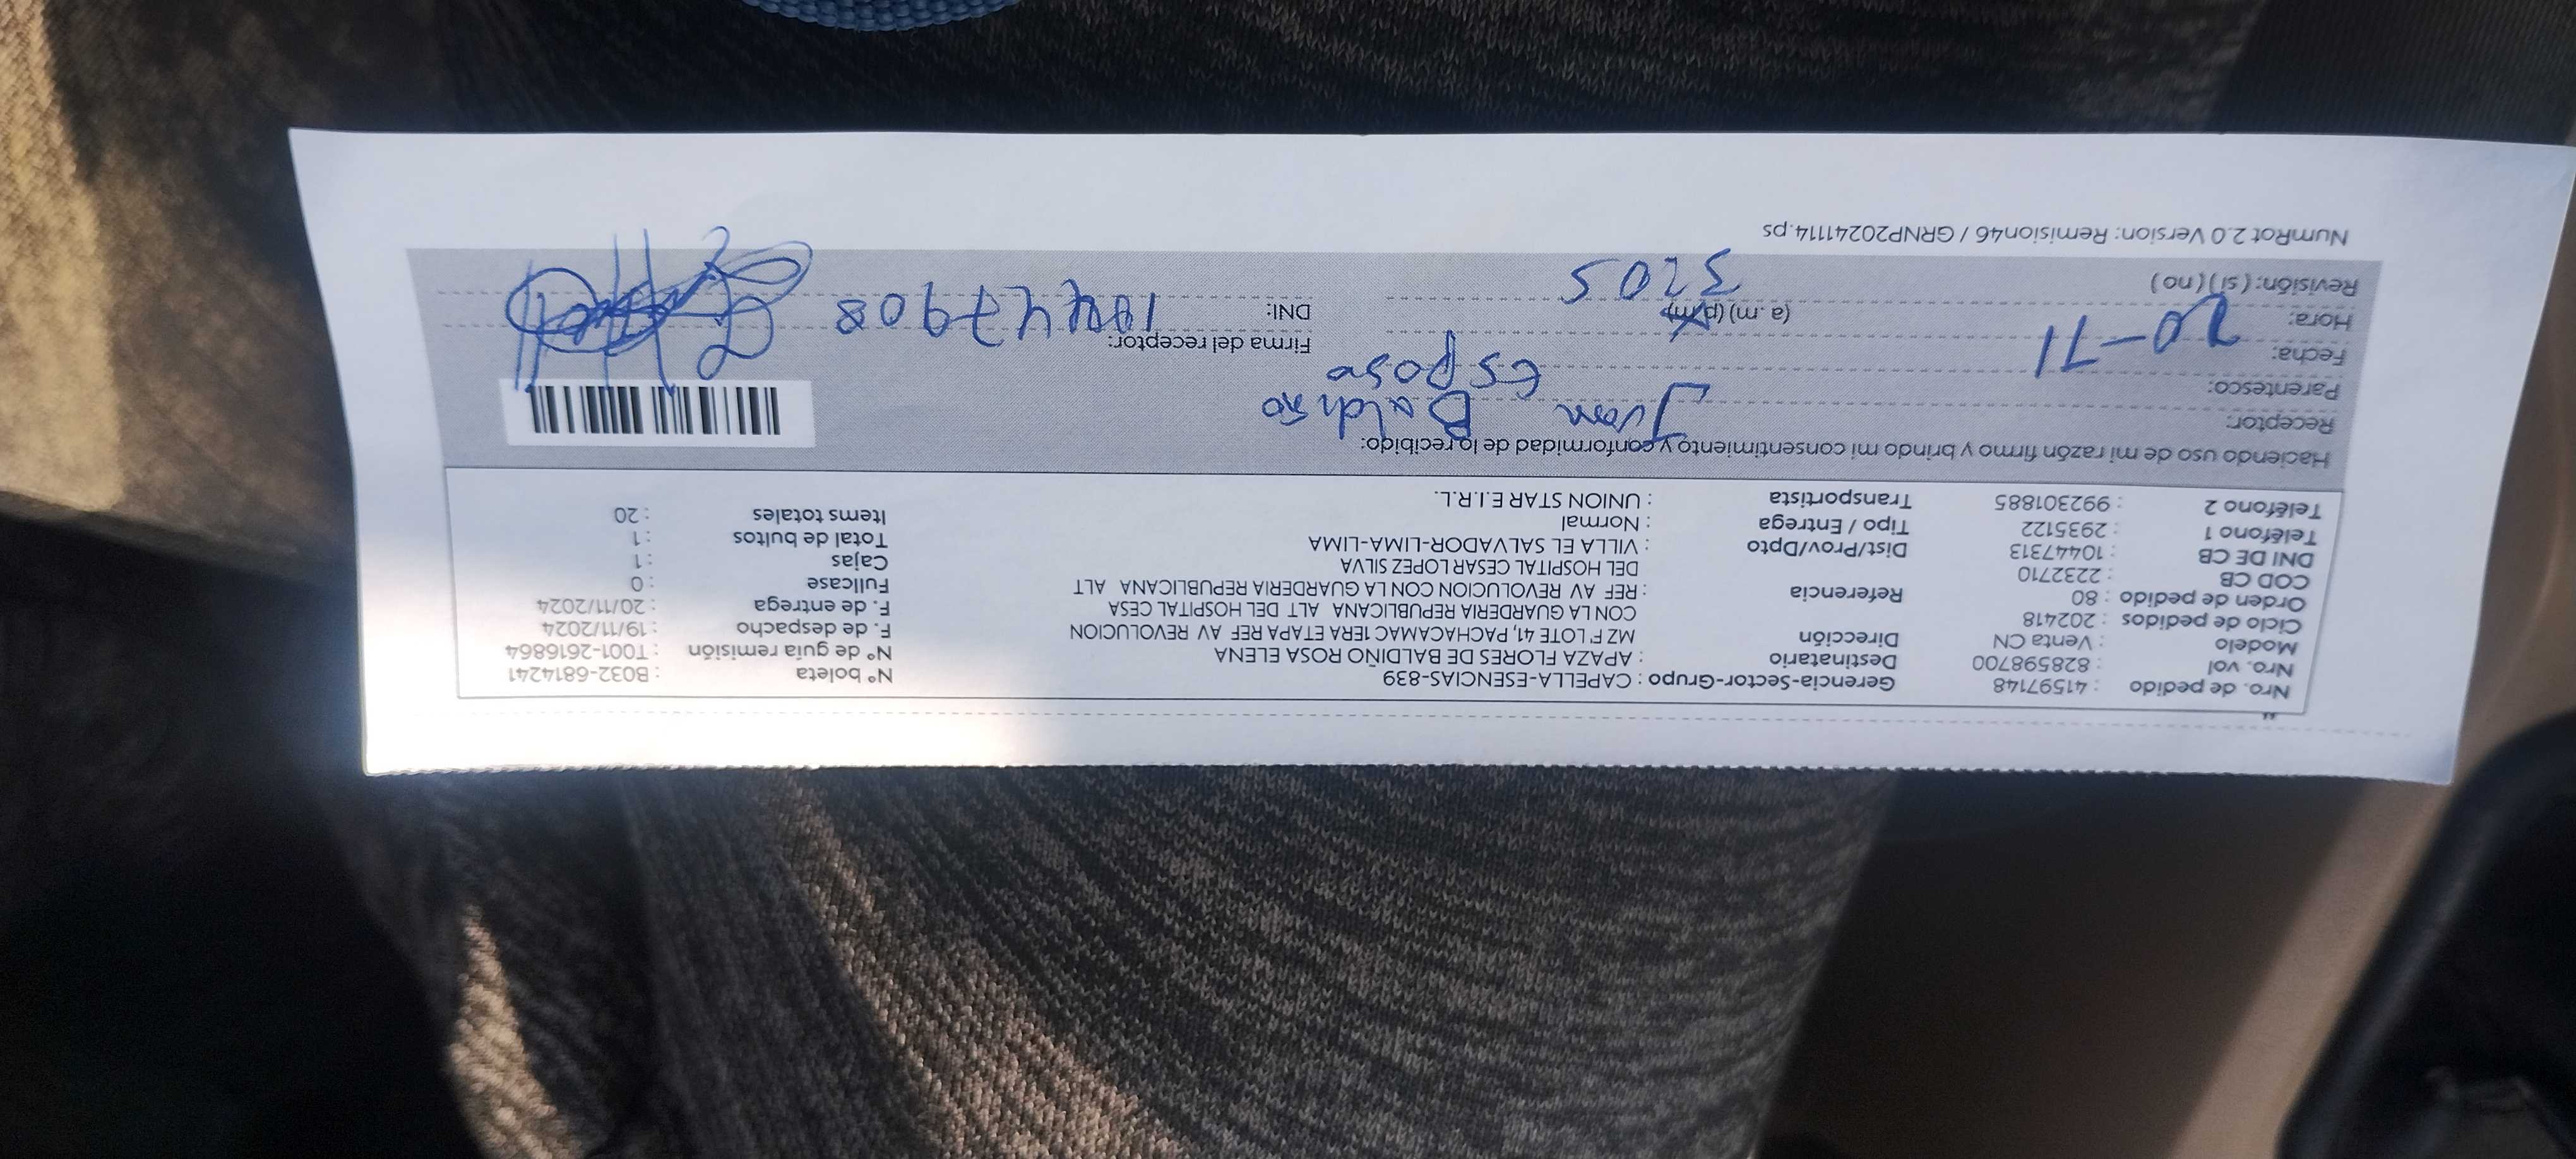 Nro. de pedido : 41597148 Gerencia-Sector-Grupo : CAPELLA-ESENCIAS-839 N° boleta : B032-6814241
Nro. vol : 828598700 Destinatario : APAZA FLORES DE BALDIÑO ROSA ELENA N° de guía remisión : T001-2616864
Modelo : Venta CN Dirección MZ F' LOTE 41, PACHACAMAC 1ERA ETAPA REF AV REVOLUCION F. de despacho : 19/11/2024
Ciclo de pedidos : 202418 CON LA GUARDERIA REPUBLICANA ALT DEL HOSPITAL CESA F. de entrega : 20/11/2024
Orden de pedido : 80 Referencia : REF AV REVOLUCION CON LA GUARDERIA REPUBLICANA ALT Fullcase : 0
COD CB : 2232710 DEL HOSPITAL CESAR LOPEZ SILVA Cajas : 1
DNI DE CB : 10447313 Dist/Prov/Dpto : VILLA EL SALVADOR-LIMA-LIMA Total de bultos : 1
Teléfono 1 : 2935122 Tipo / Entrega : Normal Items totales : 20
Teléfono 2 : 992301885 Transportista : UNION STAR E.I.R.L.
Haciendo uso de mi razón firmo y brindo mi consentimiento y conformidad de lo recibido:
Receptor: Juan Baldiño
Parentesco: Esposo
Fecha: 20-11 Firma del receptor:
Hora: (a.m) (p.m) DNI:
Revisión: (si) (no)
NumRot 2.0 Version: Remision46 / GRNP20241114.ps